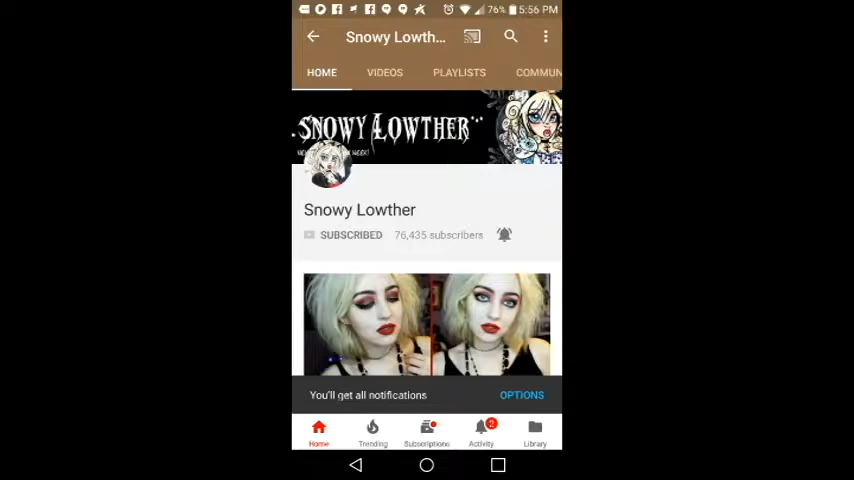 76% 5:56 PM
Snowy Lowth...
HOME VIDEOS PLAYLISTS COMMUN
SNOWY LOWTHER
Snowy Lowther
SUBSCRIBED 76,435 subscribers
You'll get all notifications OPTIONS
2
Home Trending Subscriptions Activity Library